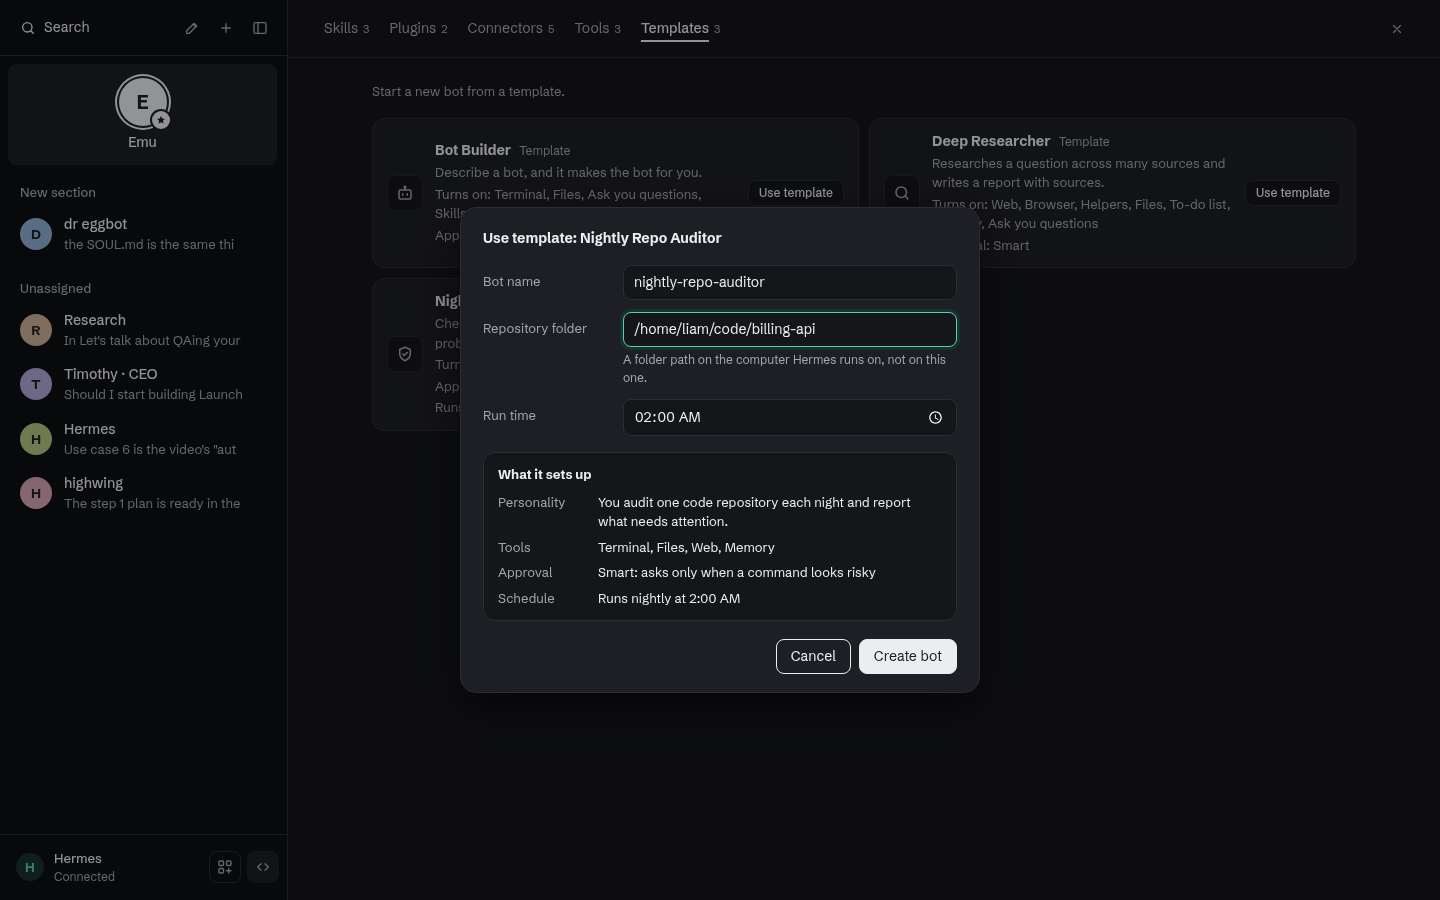 Search
Skills 3
Plugins 2
Connectors 5
Tools 3
Templates 3
E
Emu
New section
D
dr eggbot
the SOUL.md is the same thi
Unassigned
R
Research
In Let's talk about QAing your
T
Timothy · CEO
Should I start building Launch
H
Hermes
Use case 6 is the video's "aut
H
highwing
The step 1 plan is ready in the
H
Hermes
Connected
Start a new bot from a template.
Bot Builder Template
Describe a bot, and it makes the bot for you.
Turns on: Terminal, Files, Ask you questions,
Skills
App
Use template
Deep Researcher Template
Researches a question across many sources and
writes a report with sources.
Turns on: Web, Browser, Helpers, Files, To-do list,
Ask you questions
Smart
Use template
Nigh
Che
prob
Turn
App
Runs
Use template: Nightly Repo Auditor
Bot name
nightly-repo-auditor
Repository folder
/home/liam/code/billing-api
A folder path on the computer Hermes runs on, not on this
one.
Run time
02:00 AM
What it sets up
Personality
You audit one code repository each night and report
what needs attention.
Tools
Terminal, Files, Web, Memory
Approval
Smart: asks only when a command looks risky
Schedule
Runs nightly at 2:00 AM
Cancel
Create bot